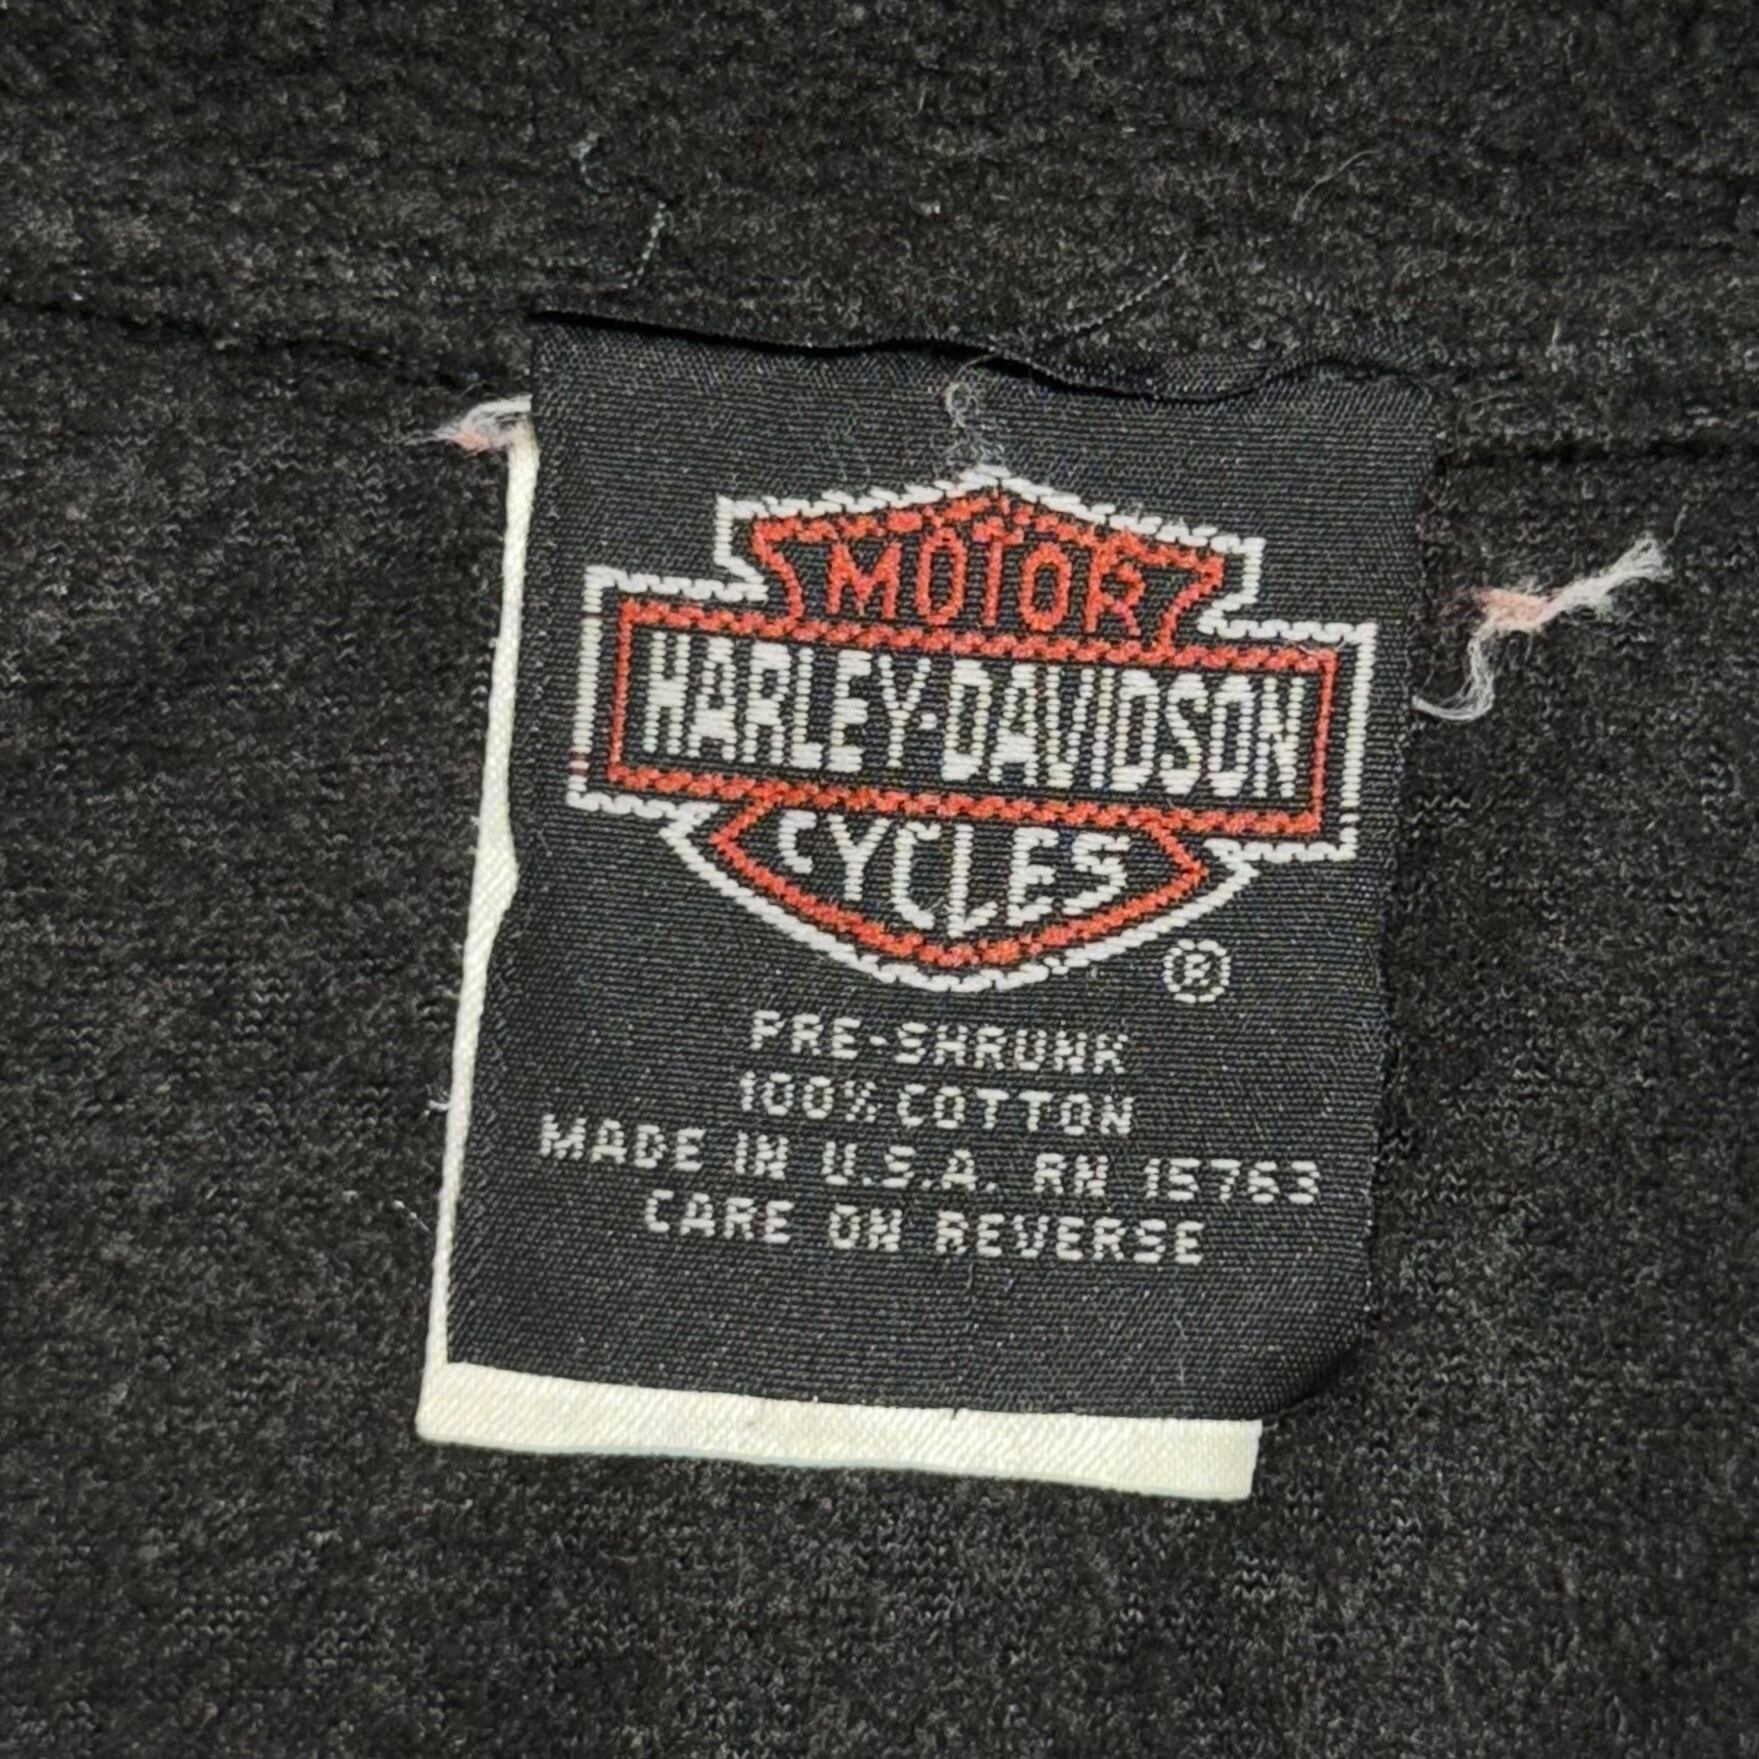 MOTOR
HARLEY-DAVIDSON
CYCLES
®
PRE-SHRUNK
100% COTTON
MADE IN U.S.A. RN 15763
CARE ON REVERSE